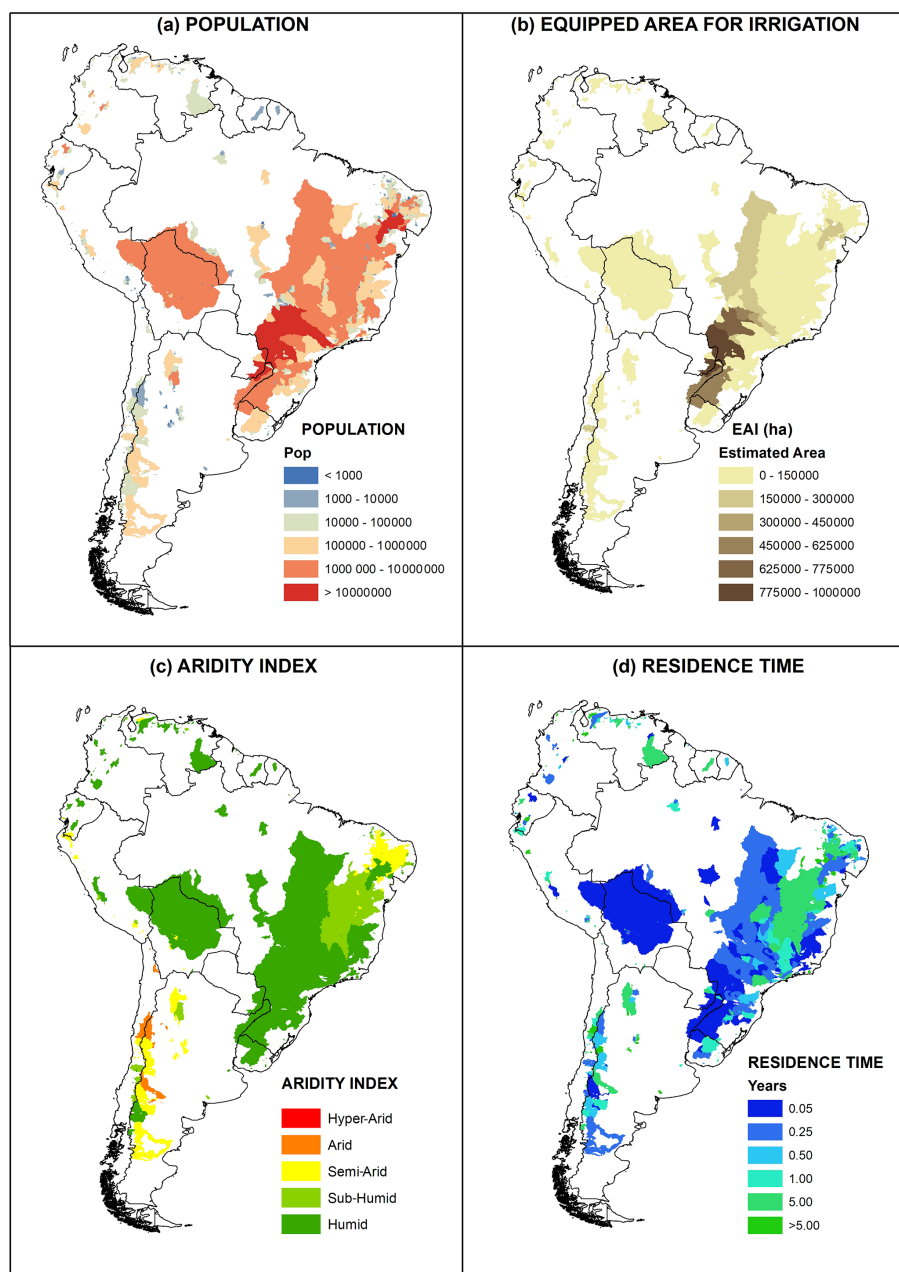 (a) POPULATION
POPULATION
Pop
< 1000
1000 - 10000
10000 - 100000
100000 - 1000000
1000 000 - 10000000
> 10000000
(b) EQUIPPED AREA FOR IRRIGATION
EAI (ha)
Estimated Area
0 - 150000
150000 - 300000
300000 - 450000
450000 - 625000
625000 - 775000
775000 - 1000000
(c) ARIDITY INDEX
ARIDITY INDEX
Hyper-Arid
Arid
Semi-Arid
Sub-Humid
Humid
(d) RESIDENCE TIME
RESIDENCE TIME
Years
0.05
0.25
0.50
1.00
5.00
>5.00